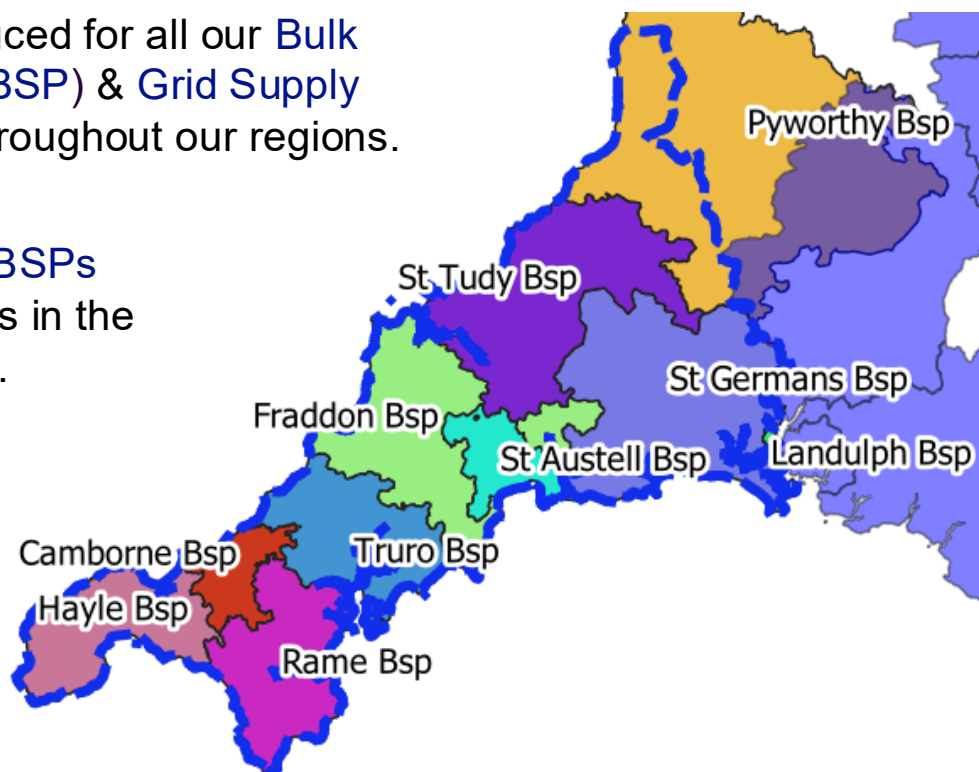 uced for all our Bulk
BSP) & Grid Supply
roughout our regions.
BSPs
s in the
.
Pyworthy Bsp
St Tudy Bsp
St Germans Bsp
Fraddon Bsp
St Austell Bsp
Landulph Bsp
Camborne Bsp
Truro Bsp
Hayle Bsp
Rame Bsp